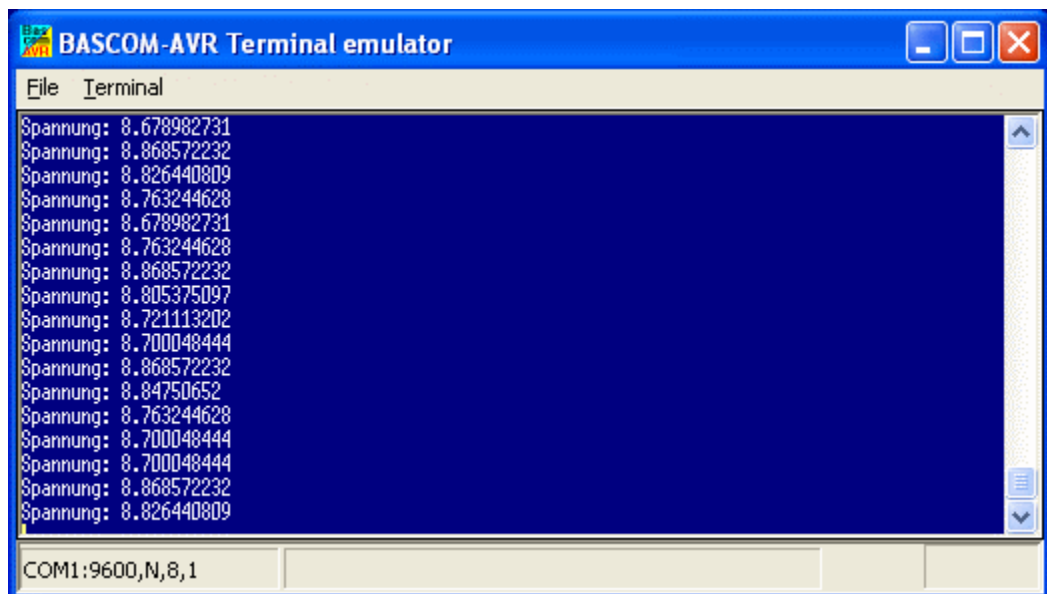 BASCOM-AVR Terminal emulator
File Terminal
Spannung: 8.678982731
Spannung: 8.868572232
Spannung: 8.826440809
Spannung: 8.763244628
Spannung: 8.678982731
Spannung: 8.763244628
Spannung: 8.868572232
Spannung: 8.805375097
Spannung: 8.721113202
Spannung: 8.700048444
Spannung: 8.868572232
Spannung: 8.84750652
Spannung: 8.763244628
Spannung: 8.700048444
Spannung: 8.700048444
Spannung: 8.868572232
Spannung: 8.826440809
COM1:9600,N,8,1